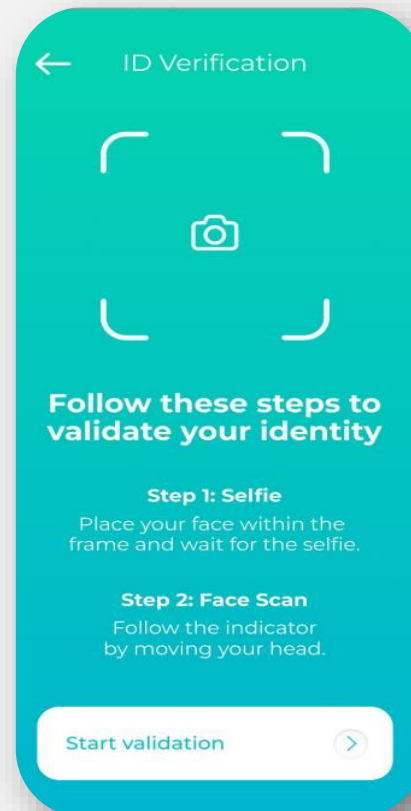 ID Verification
Follow these steps to
validate your identity
Step 1: Selfie
Place your face within the
frame and wait for the selfie.
Step 2: Face Scan
Follow the indicator
by moving your head.
Start validation